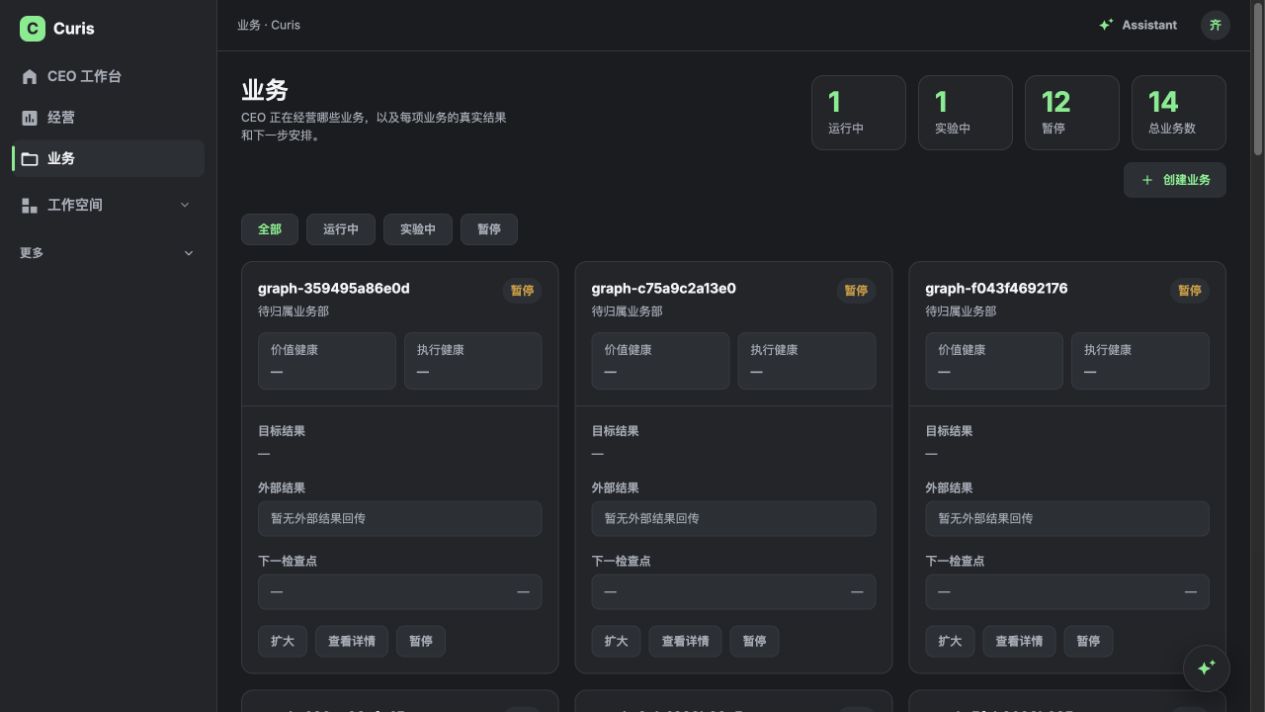 C Curis
CEO 工作台
经营
业务
工作空间
更多
业务 · Curis
Assistant
齐
业务
CEO 正在经营哪些业务，以及每项业务的真实结果
和下一步安排。
1
运行中
1
实验中
12
暂停
14
总业务数
+ 创建业务
全部
运行中
实验中
暂停
graph-359495a86e0d
暂停
待归属业务部
价值健康
—
执行健康
—
目标结果
—
外部结果
暂无外部结果回传
下一检查点
— —
扩大
查看详情
暂停
graph-c75a9c2a13e0
暂停
待归属业务部
价值健康
—
执行健康
—
目标结果
—
外部结果
暂无外部结果回传
下一检查点
— —
扩大
查看详情
暂停
graph-f043f4692176
暂停
待归属业务部
价值健康
—
执行健康
—
目标结果
—
外部结果
暂无外部结果回传
下一检查点
— —
扩大
查看详情
暂停